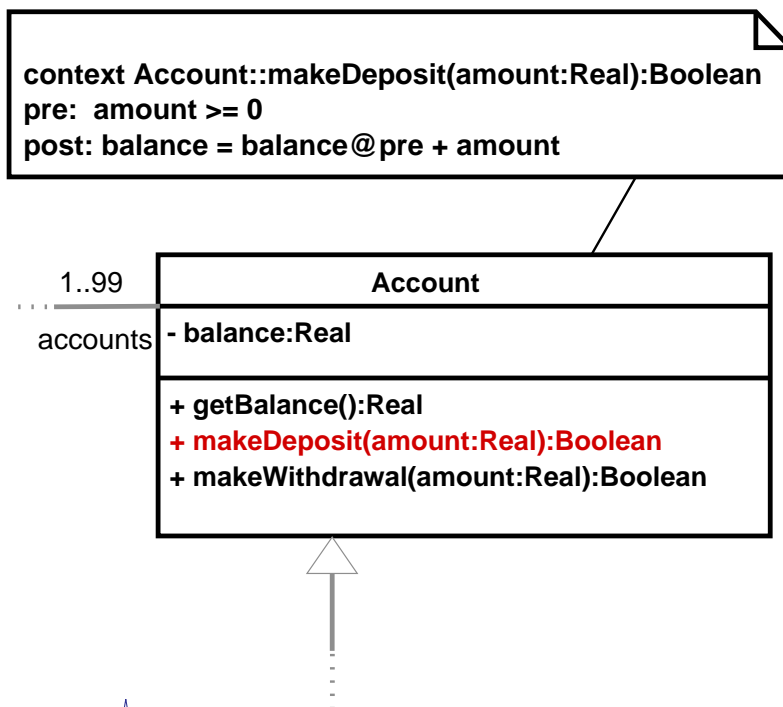 context Account::makeDeposit(amount:Real):Boolean
pre:  amount >= 0
post: balance = balance@pre + amount
1..99
Account
accounts
- balance:Real
+ getBalance():Real
+ makeDeposit(amount:Real):Boolean
+ makeWithdrawal(amount:Real):Boolean